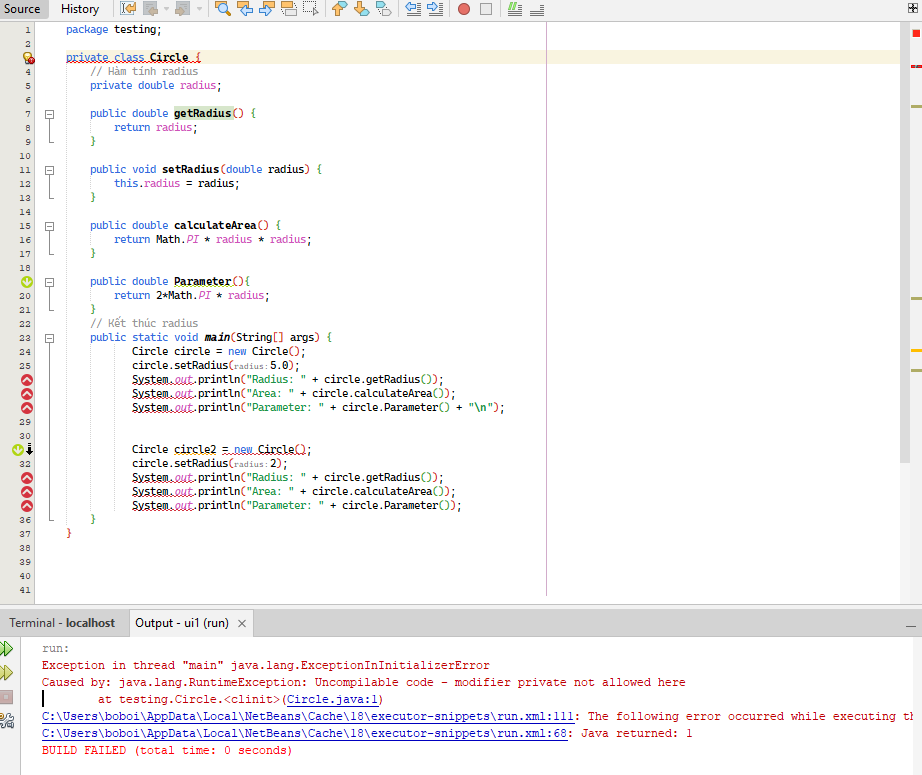 Source History
1 package testing;
2
private class Circle {
4 // Hàm tính radius
5 private double radius;
6
7 public double getRadius() {
8 return radius;
9 }
10
11 public void setRadius(double radius) {
12 this.radius = radius;
13 }
14
15 public double calculateArea() {
16 return Math.PI * radius * radius;
17 }
18
public double Parameter(){
20 return 2*Math.PI * radius;
21 }
22 // Kết thúc radius
23 public static void main(String[] args) {
24 Circle circle = new Circle();
25 circle.setRadius(radius:5.0);
System.out.println("Radius: " + circle.getRadius());
System.out.println("Area: " + circle.calculateArea());
System.out.println("Parameter: " + circle.Parameter() + "\n");
29
30
Circle circle2 = new Circle();
32 circle.setRadius(radius:2);
System.out.println("Radius: " + circle.getRadius());
System.out.println("Area: " + circle.calculateArea());
System.out.println("Parameter: " + circle.Parameter());
36 }
37 }
38
39
40
41
Terminal - localhost Output - ui1 (run)
run:
Exception in thread "main" java.lang.ExceptionInInitializerError
Caused by: java.lang.RuntimeException: Uncompilable code - modifier private not allowed here
at testing.Circle.<clinit>(Circle.java:1)
C:\Users\boboi\AppData\Local\NetBeans\Cache\18\executor-snippets\run.xml:111: The following error occurred while executing th
C:\Users\boboi\AppData\Local\NetBeans\Cache\18\executor-snippets\run.xml:68: Java returned: 1
BUILD FAILED (total time: 0 seconds)